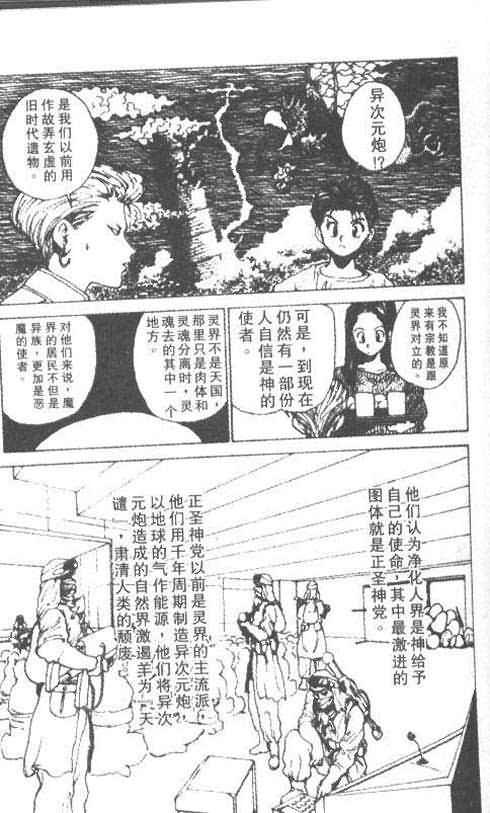 异次元炮!?
是我们以前用
作故弄玄虚的
旧时代遗物。
我不知道原
来有宗教是跟
灵界对立的。
可是，到现在
仍然有一部份
人自信是神的
使者。
灵界不是天国，
那里只是肉体和
灵魂分离时，灵
魂去的其中一个
地方。
对他们来说，魔
界的居民不但是
异族，更加是恶
魔的使者。
他们认为净化人界是神给予
自己的使命，其中最激进的
图体就是正圣神党。
正圣神党以前是灵界的主流派，
他们用千年周期制造异次元炮，
以地球的气作能源，他们将异次
元炮造成的自然界激遏羊为「天
谴」，肃清人类的颓废。